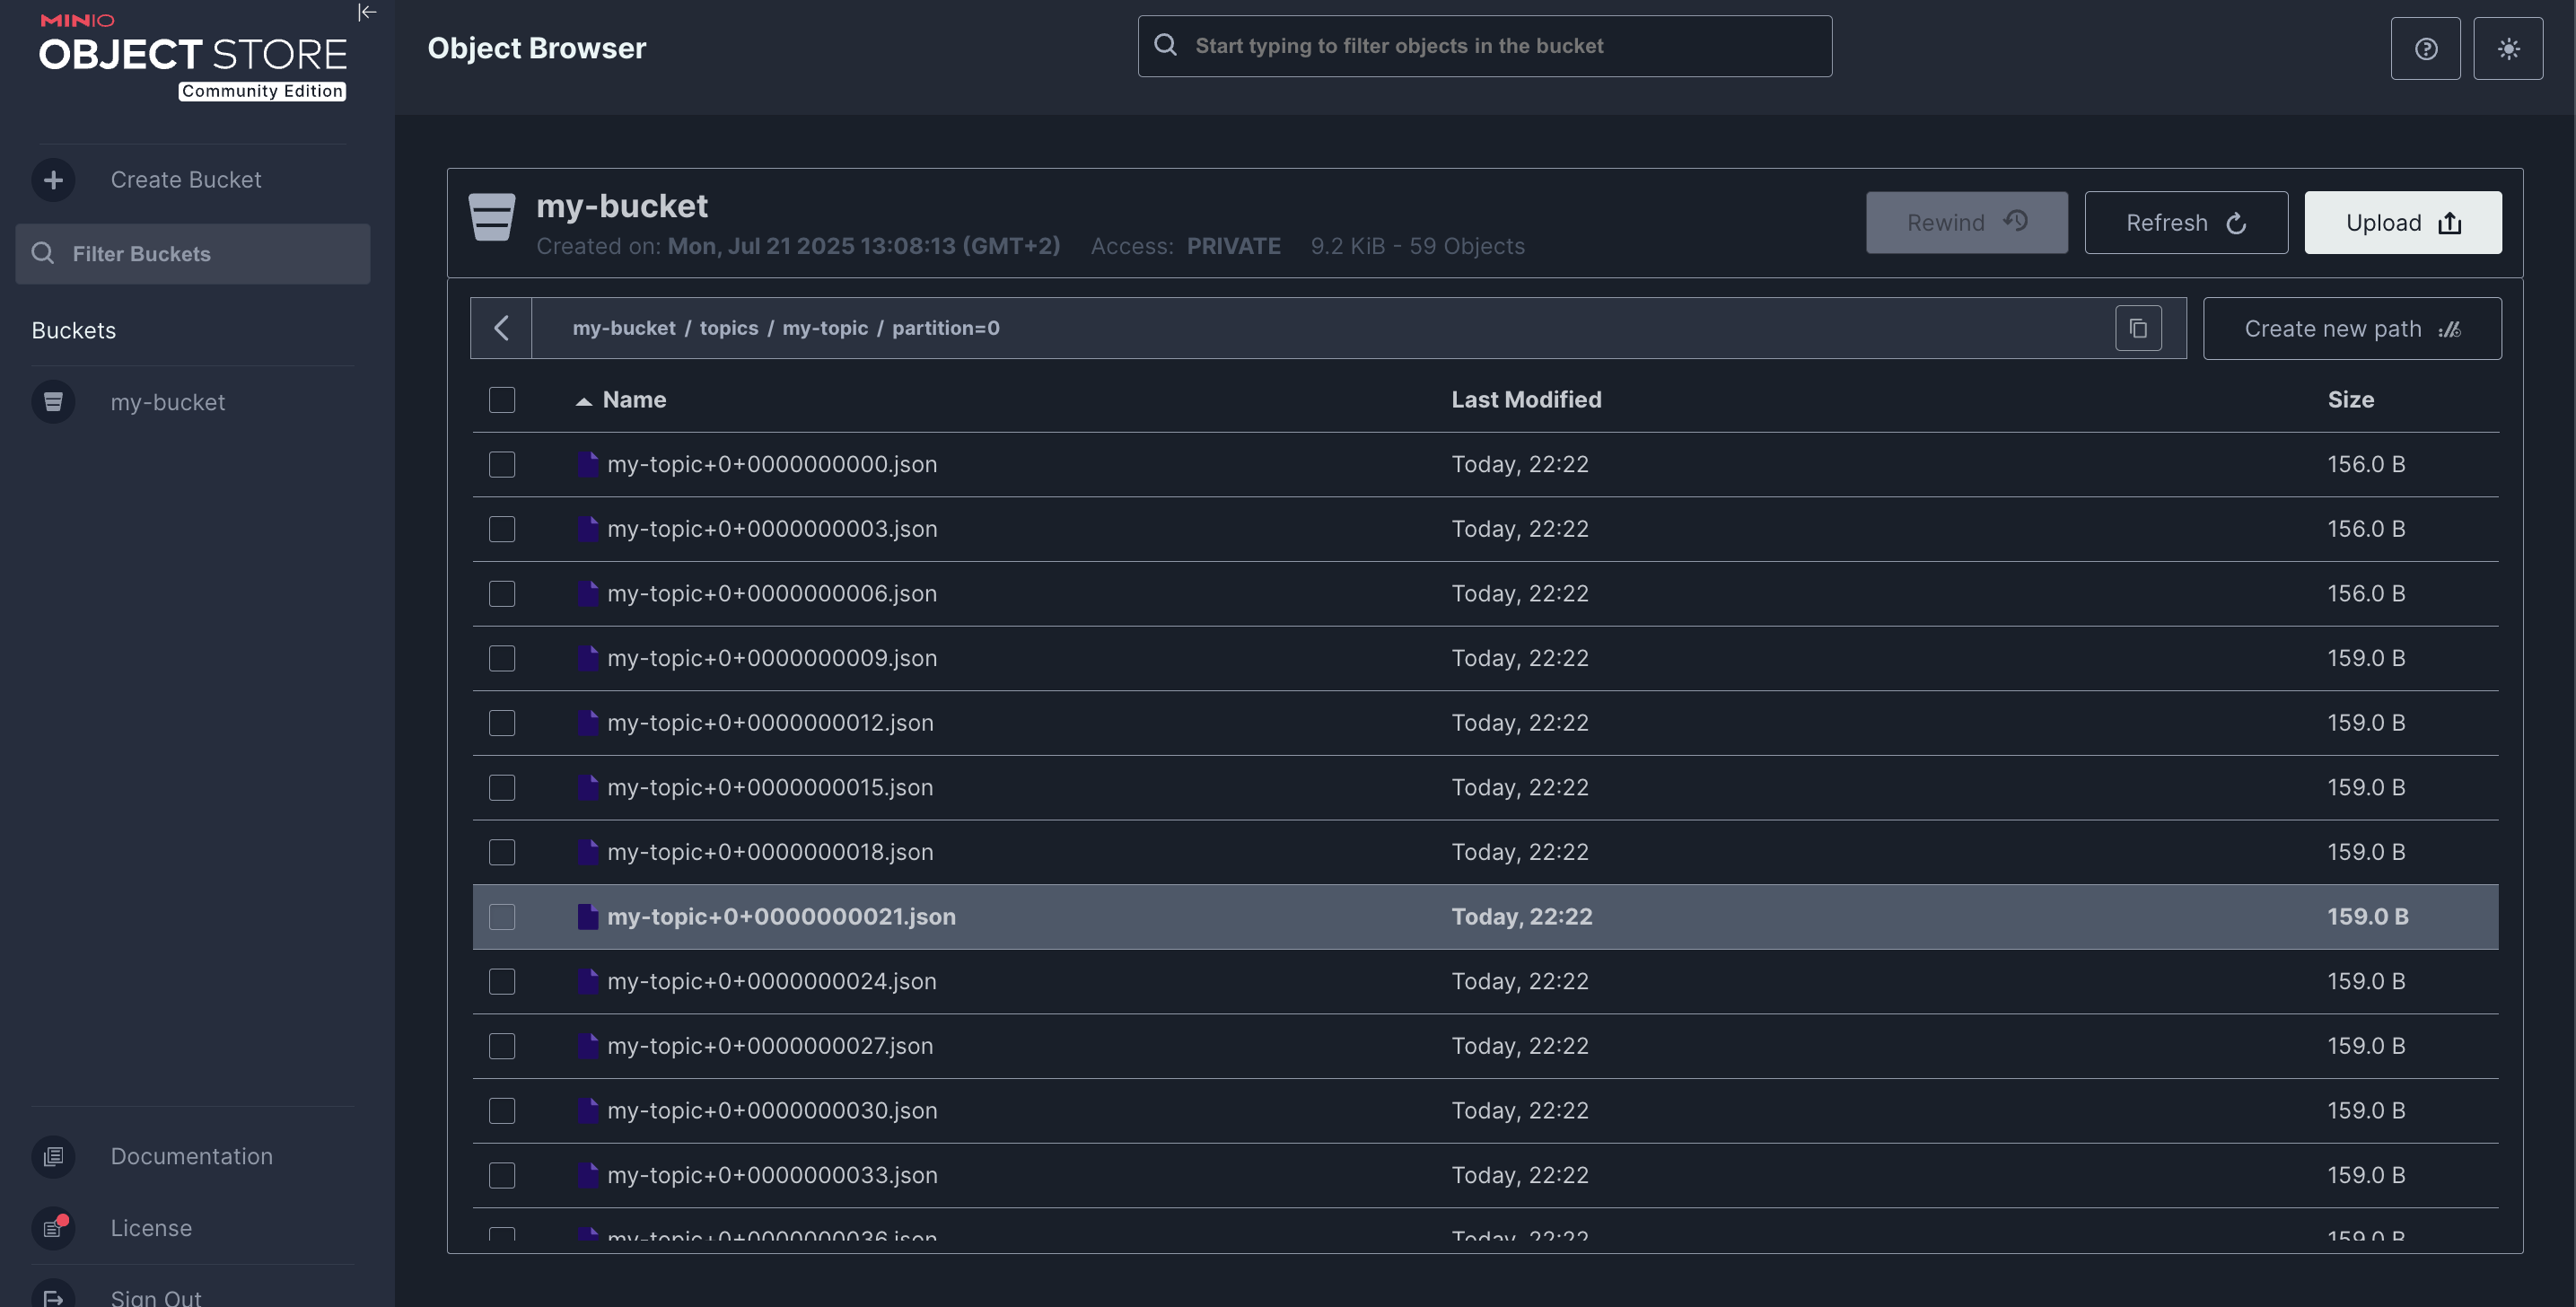 MINIO
OBJECT STORE
Community Edition
Create Bucket
Filter Buckets
Buckets
my-bucket
Documentation
License
Sign Out
Object Browser
Start typing to filter objects in the bucket
my-bucket
Created on: Mon, Jul 21 2025 13:08:13 (GMT+2) Access: PRIVATE 9.2 KiB - 59 Objects
Rewind
Refresh
Upload
my-bucket / topics / my-topic / partition=0
Create new path
Name Last Modified Size
my-topic+0+0000000000.json Today, 22:22 156.0 B
my-topic+0+0000000003.json Today, 22:22 156.0 B
my-topic+0+0000000006.json Today, 22:22 156.0 B
my-topic+0+0000000009.json Today, 22:22 159.0 B
my-topic+0+0000000012.json Today, 22:22 159.0 B
my-topic+0+0000000015.json Today, 22:22 159.0 B
my-topic+0+0000000018.json Today, 22:22 159.0 B
my-topic+0+0000000021.json Today, 22:22 159.0 B
my-topic+0+0000000024.json Today, 22:22 159.0 B
my-topic+0+0000000027.json Today, 22:22 159.0 B
my-topic+0+0000000030.json Today, 22:22 159.0 B
my-topic+0+0000000033.json Today, 22:22 159.0 B
my-topic+0+0000000036.json Today, 22:22 159.0 B